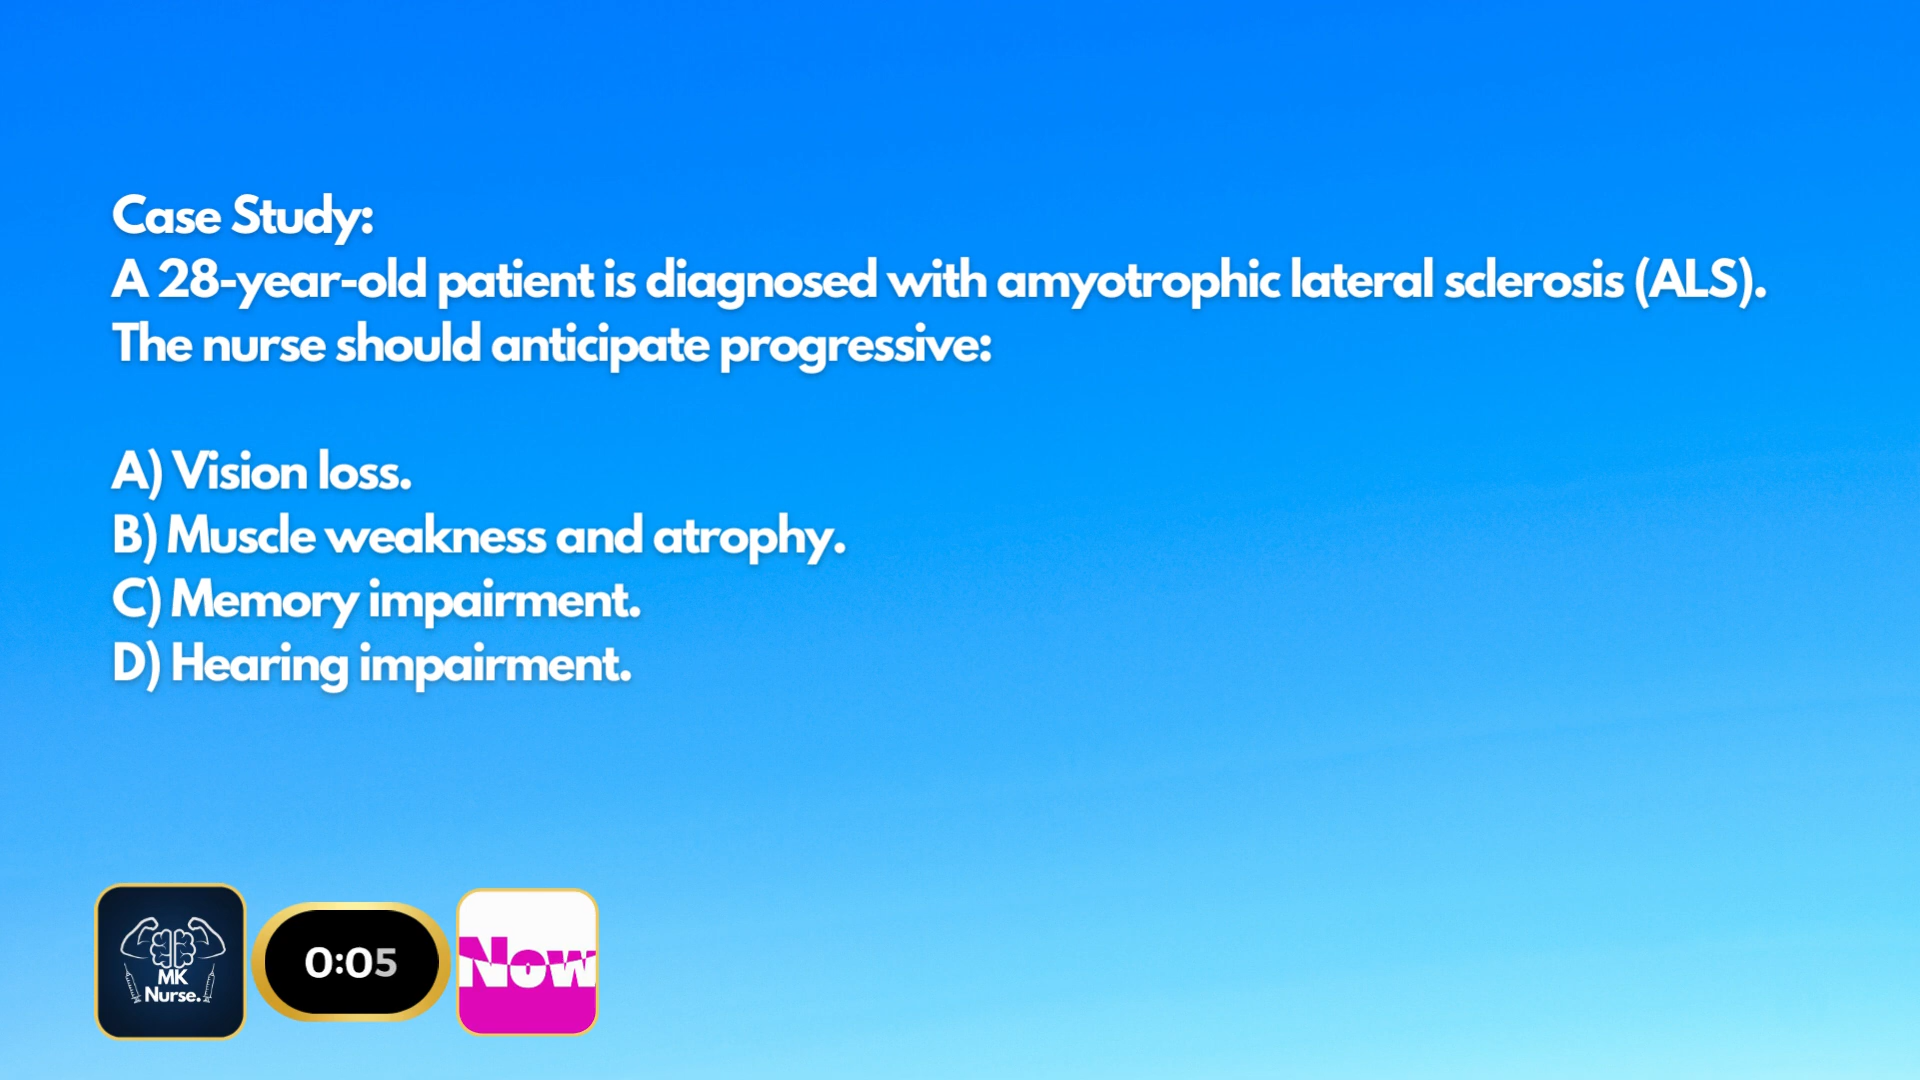 Case Study:
A 28-year-old patient is diagnosed with amyotrophic lateral sclerosis (ALS).
The nurse should anticipate progressive:
A) Vision loss.
B) Muscle weakness and atrophy.
C) Memory impairment.
D) Hearing impairment.
MK
Nurse.
0:05
Now